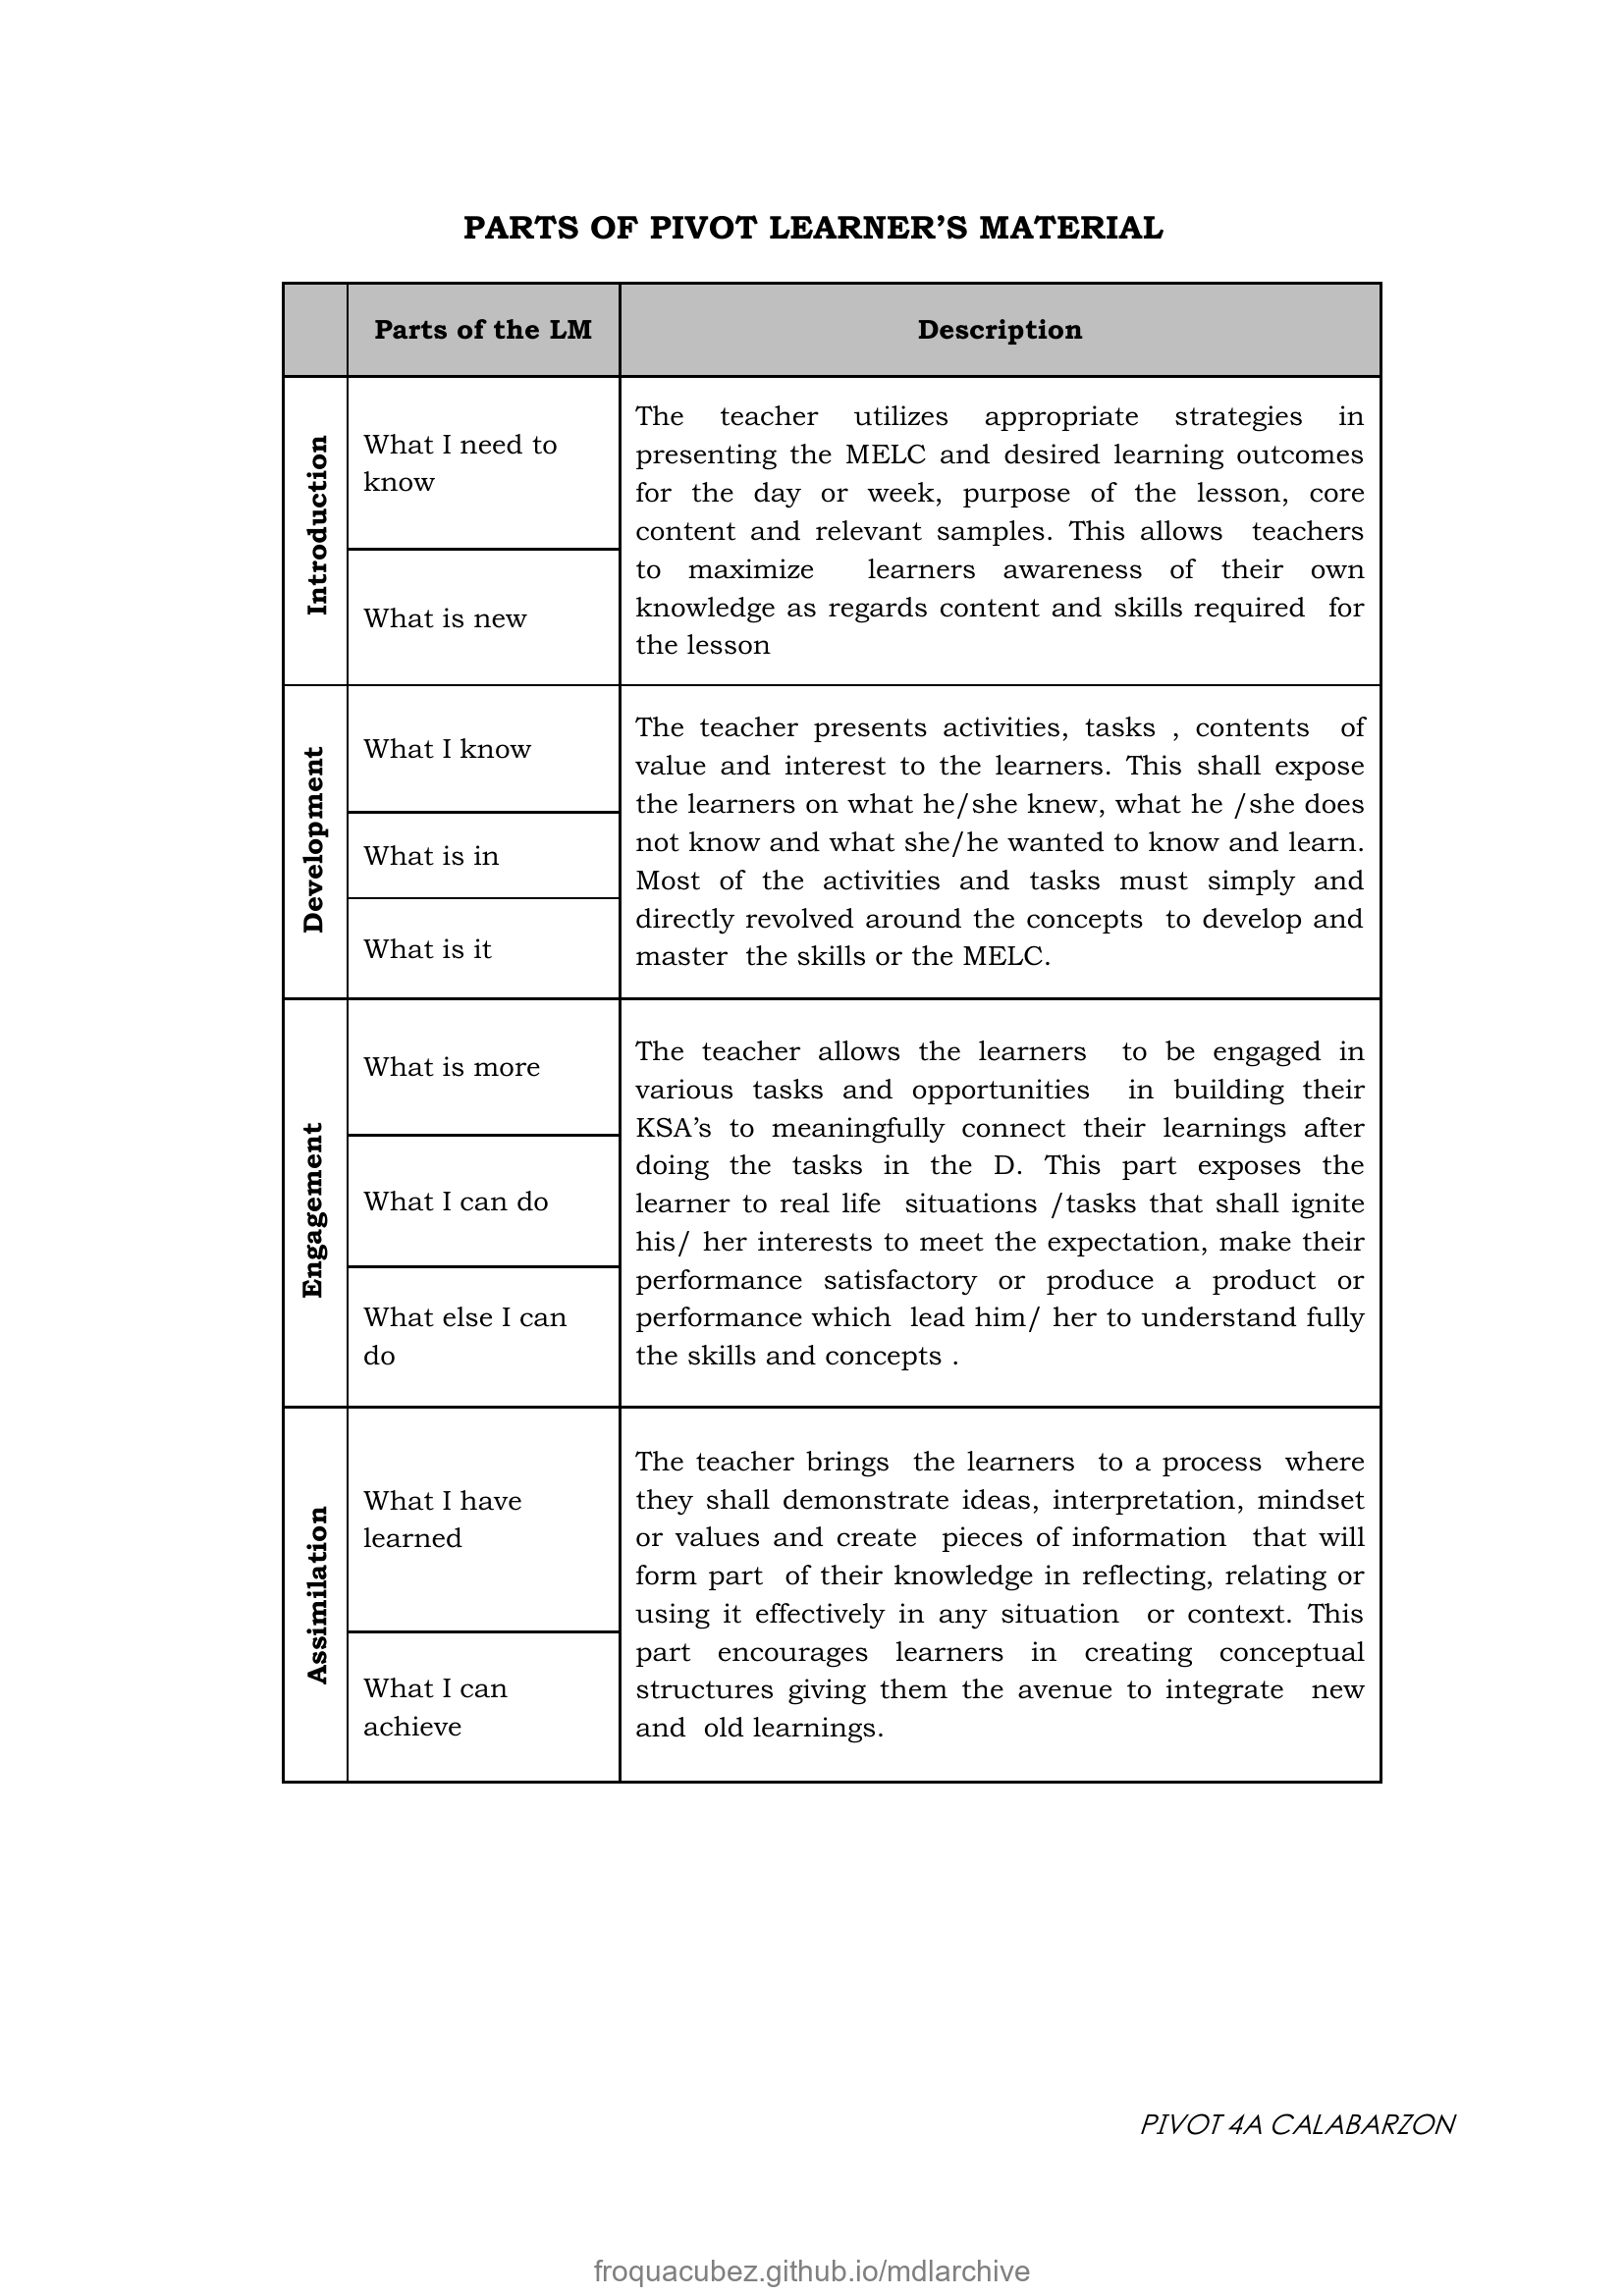 PARTS OF PIVOT LEARNER’S MATERIAL
Parts of the LM
Description
Introduction
What I need to
know
What is new
The teacher utilizes appropriate strategies in
presenting the MELC and desired learning outcomes
for the day or week, purpose of the lesson, core
content and relevant samples. This allows teachers
to maximize learners awareness of their own
knowledge as regards content and skills required for
the lesson
Development
What I know
What is in
What is it
The teacher presents activities, tasks , contents of
value and interest to the learners. This shall expose
the learners on what he/she knew, what he /she does
not know and what she/he wanted to know and learn.
Most of the activities and tasks must simply and
directly revolved around the concepts to develop and
master the skills or the MELC.
Engagement
What is more
What I can do
What else I can
do
The teacher allows the learners to be engaged in
various tasks and opportunities in building their
KSA’s to meaningfully connect their learnings after
doing the tasks in the D. This part exposes the
learner to real life situations /tasks that shall ignite
his/ her interests to meet the expectation, make their
performance satisfactory or produce a product or
performance which lead him/ her to understand fully
the skills and concepts .
Assimilation
What I have
learned
What I can
achieve
The teacher brings the learners to a process where
they shall demonstrate ideas, interpretation, mindset
or values and create pieces of information that will
form part of their knowledge in reflecting, relating or
using it effectively in any situation or context. This
part encourages learners in creating conceptual
structures giving them the avenue to integrate new
and old learnings.
PIVOT 4A CALABARZON
froquacubez.github.io/mdlarchive